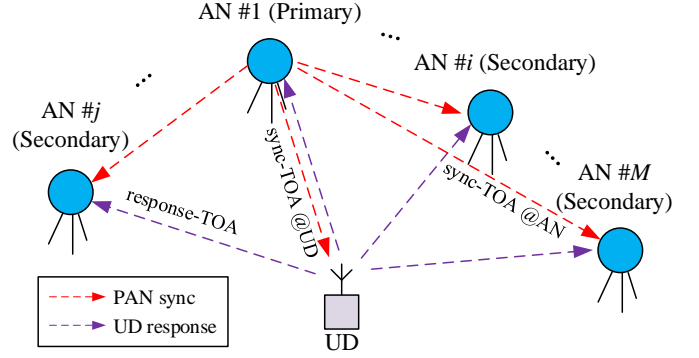 AN #1 (Primary)
...
AN #i (Secondary)
...
AN #j
(Secondary)
...
AN #M
(Secondary)
sync-TOA @UD
sync-TOA @AN
response-TOA
PAN sync
UD response
UD